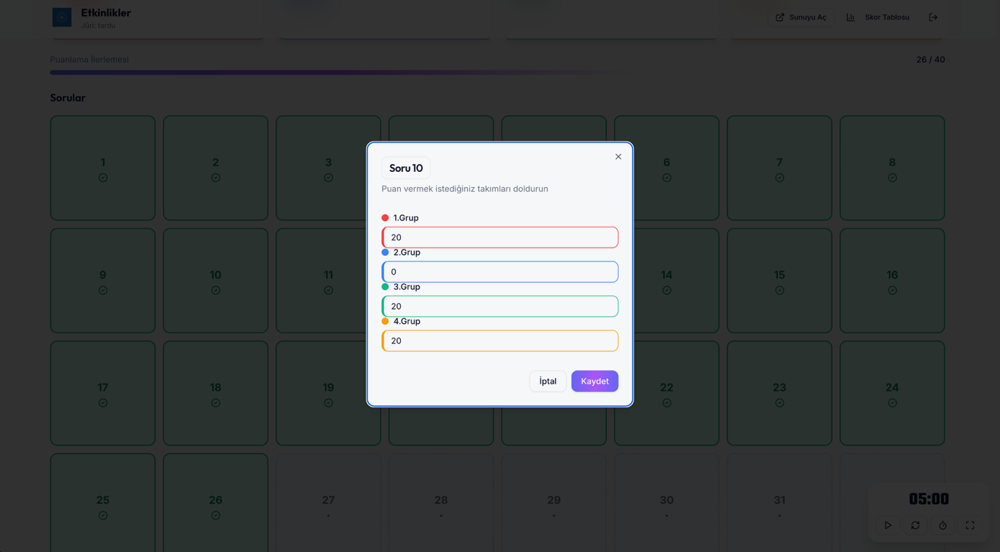 Etkinlikler
Jüri: tardu
Sunuyu Aç
Skor Tablosu
Puanlama İlerlemesi
26 / 40
Sorular
1
2
3
6
7
8
9
10
11
14
15
16
17
18
19
22
23
24
25
26
27
28
29
30
31
Soru 10
Puan vermek istediğiniz takımları doldurun
1.Grup
20
2.Grup
0
3.Grup
20
4.Grup
20
İptal
Kaydet
05:00